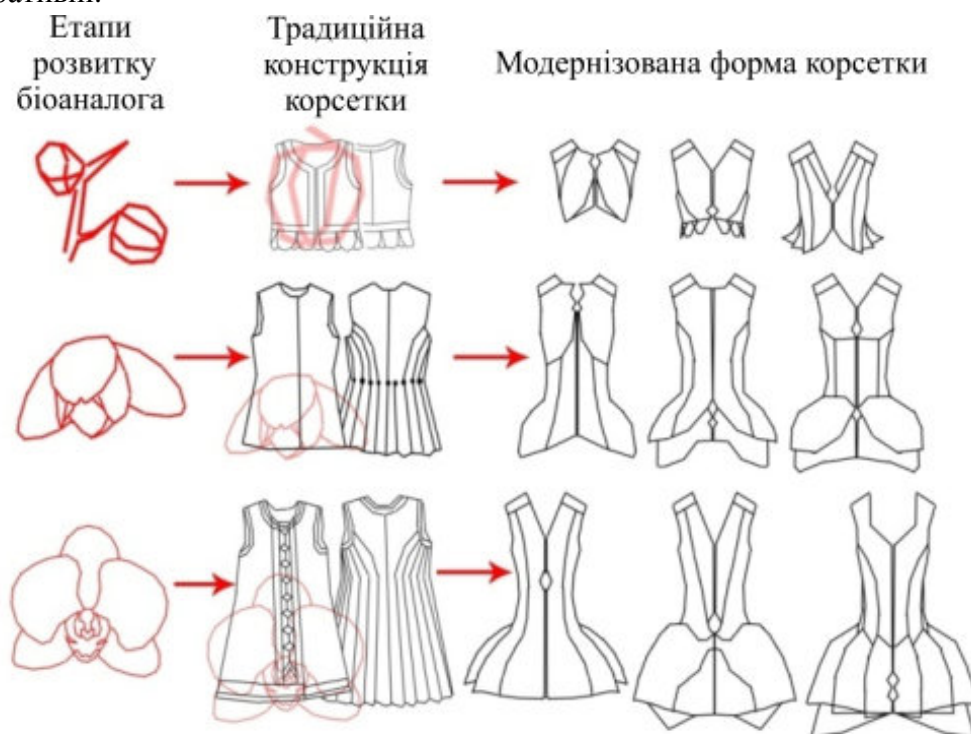 Етапи
розвитку
біоаналога
Традиційна
конструкція
корсетки
Модернізована форма корсетки